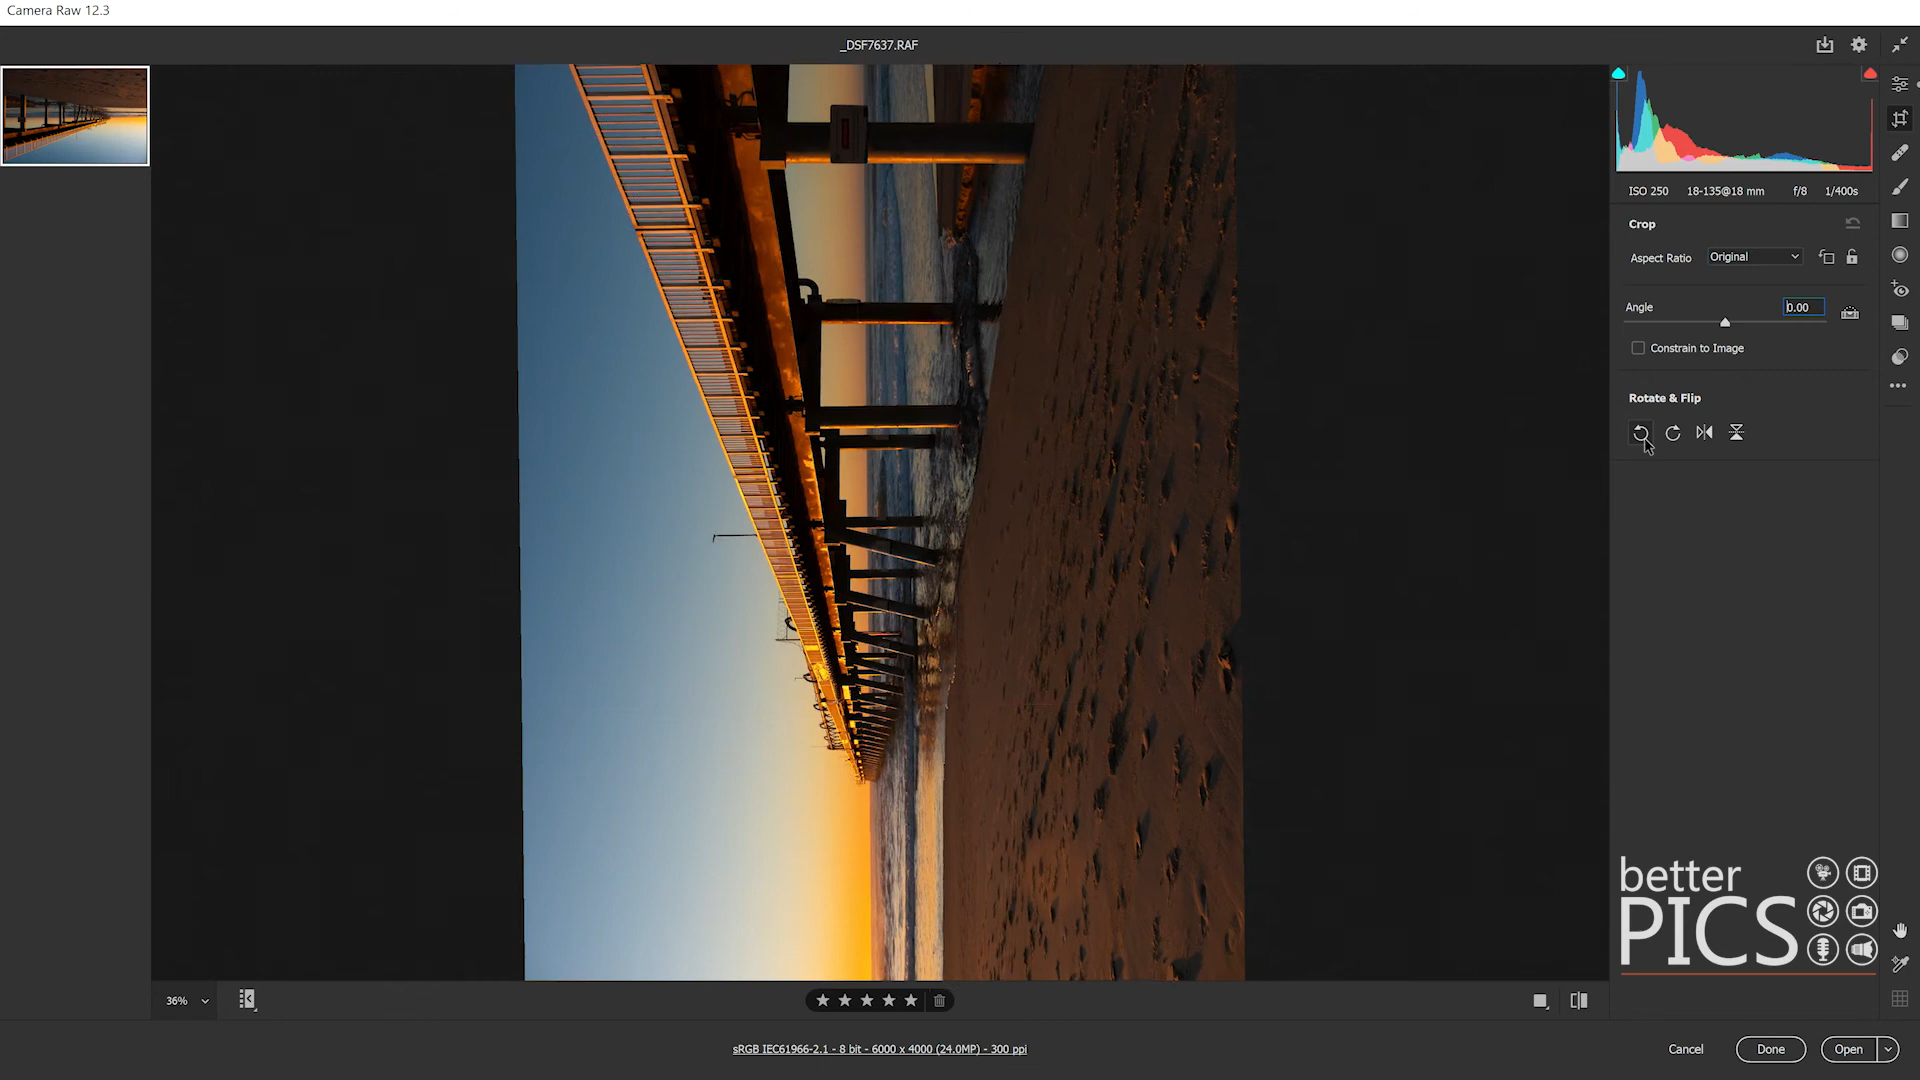 Camera Raw 12.3
_DSF7637.RAF
ISO 250 18-135@18 mm f/8 1/400s
Crop
Aspect Ratio Original
Angle 0.00
Constrain to Image
Rotate & Flip
better
PICS
36%
sRGB IEC61966-2.1 - 8 bit - 6000 x 4000 (24.0MP) - 300 ppi
Cancel Done Open